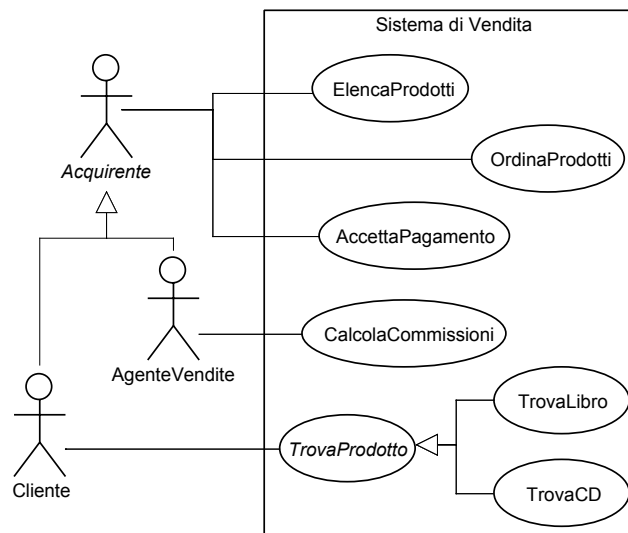 Sistema di Vendita
ElencaProdotti
OrdinaProdotti
Acquirente
AccettaPagamento
CalcolaCommissioni
AgenteVendite
TrovaLibro
TrovaProdotto
Cliente
TrovaCD